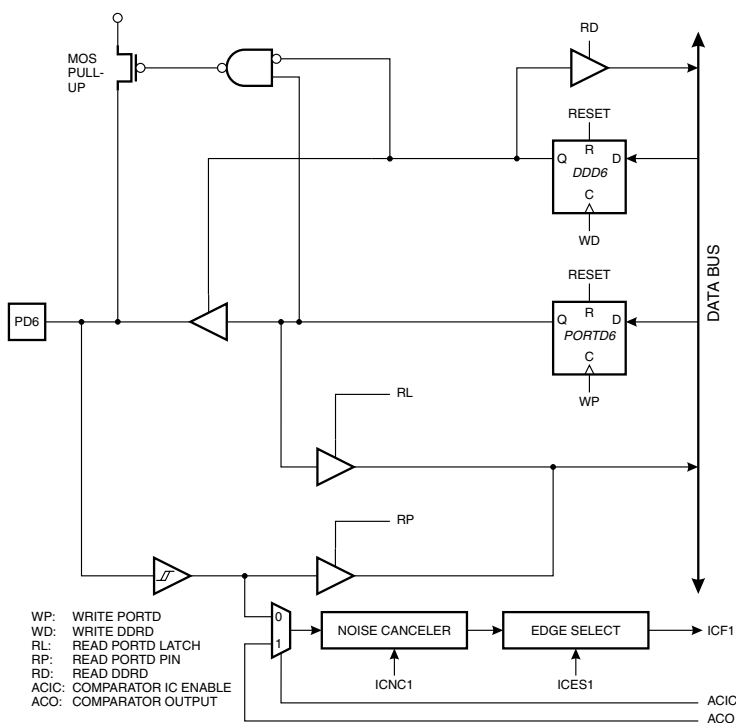 RD
MOS
PULL-
UP
RESET
R
Q
D
DDD6
C
WD
RESET
R
Q
D
PORTD6
C
WP
DATA BUS
PD6
RL
RP
0
1
NOISE CANCELER
EDGE SELECT
ICF1
ICNC1
ICES1
ACIC
ACO
WP: WRITE PORTD
WD: WRITE DDRD
RL: READ PORTD LATCH
RP: READ PORTD PIN
RD: READ DDRD
ACIC: COMPARATOR IC ENABLE
ACO: COMPARATOR OUTPUT